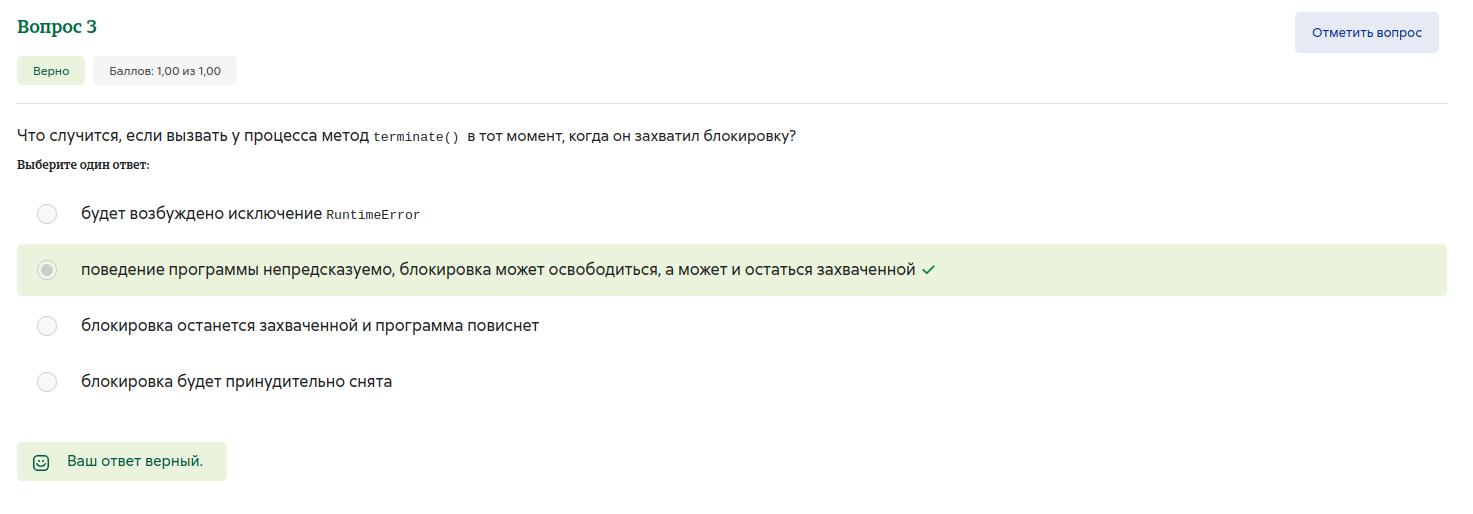 Вопрос 3
Отметить вопрос
Верно
Баллов: 1,00 из 1,00
Что случится, если вызвать у процесса метод terminate() в тот момент, когда он захватил блокировку?
Выберите один ответ:
будет возбуждено исключение RuntimeError
поведение программы непредсказуемо, блокировка может освободиться, а может и остаться захваченной
блокировка останется захваченной и программа повиснет
блокировка будет принудительно снята
Ваш ответ верный.